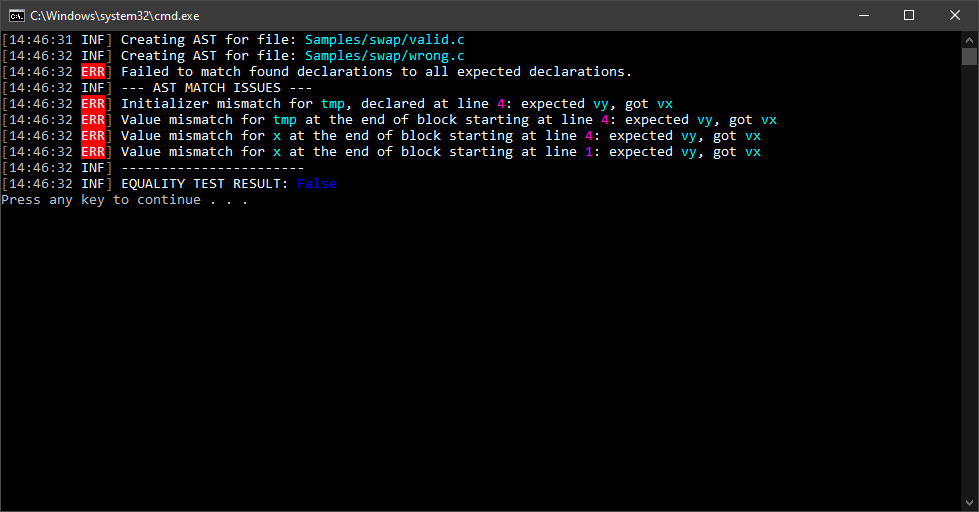 C:\Windows\system32\cmd.exe
[14:46:31 INF] Creating AST for file: Samples/swap/valid.c
[14:46:32 INF] Creating AST for file: Samples/swap/wrong.c
[14:46:32 ERR] Failed to match found declarations to all expected declarations.
[14:46:32 INF] --- AST MATCH ISSUES ---
[14:46:32 ERR] Initializer mismatch for tmp, declared at line 4: expected vy, got vx
[14:46:32 ERR] Value mismatch for tmp at the end of block starting at line 4: expected vy, got vx
[14:46:32 ERR] Value mismatch for x at the end of block starting at line 4: expected vy, got vx
[14:46:32 ERR] Value mismatch for x at the end of block starting at line 1: expected vy, got vx
[14:46:32 INF] -----------------------
[14:46:32 INF] EQUALITY TEST RESULT: False
Press any key to continue . . .